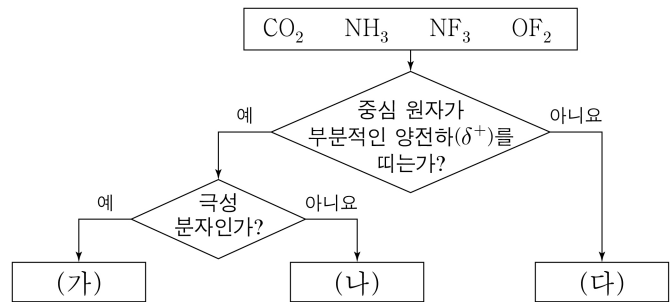 CO₂ NH₃ NF₃ OF₂
중심 원자가
부분적인 양전하(δ⁺)를
띠는가?
예
아니요
극성
분자인가?
예
아니요
(가)
(나)
(다)